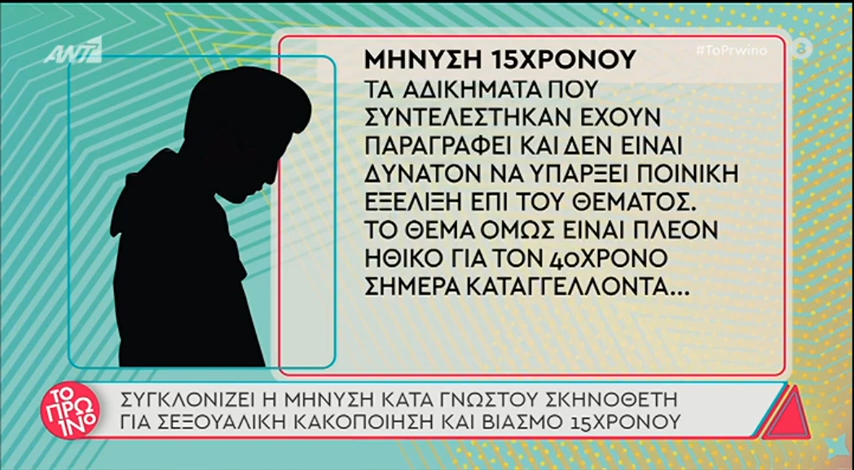 ΑΝΤ1
#ToPrwino
8
ΜΗΝΥΣΗ 15ΧΡΟΝΟΥ
ΤΑ ΑΔΙΚΗΜΑΤΑ ΠΟΥ
ΣΥΝΤΕΛΕΣΤΗΚΑΝ ΕΧΟΥΝ
ΠΑΡΑΓΡΑΦΕΙ ΚΑΙ ΔΕΝ ΕΙΝΑΙ
ΔΥΝΑΤΟΝ ΝΑ ΥΠΑΡΞΕΙ ΠΟΙΝΙΚΗ
ΕΞΕΛΙΞΗ ΕΠΙ ΤΟΥ ΘΕΜΑΤΟΣ.
ΤΟ ΘΕΜΑ ΟΜΩΣ ΕΙΝΑΙ ΠΛΕΟΝ
ΗΘΙΚΟ ΓΙΑ ΤΟΝ 40ΧΡΟΝΟ
ΣΗΜΕΡΑ ΚΑΤΑΓΓΕΛΛΟΝΤΑ...
ΤΟ
ΠΡΩ
ΙΝΟ
ΣΥΓΚΛΟΝΙΖΕΙ Η ΜΗΝΥΣΗ ΚΑΤΑ ΓΝΩΣΤΟΥ ΣΚΗΝΟΘΕΤΗ
ΓΙΑ ΣΕΞΟΥΑΛΙΚΗ ΚΑΚΟΠΟΙΗΣΗ ΚΑΙ ΒΙΑΣΜΟ 15ΧΡΟΝΟΥ